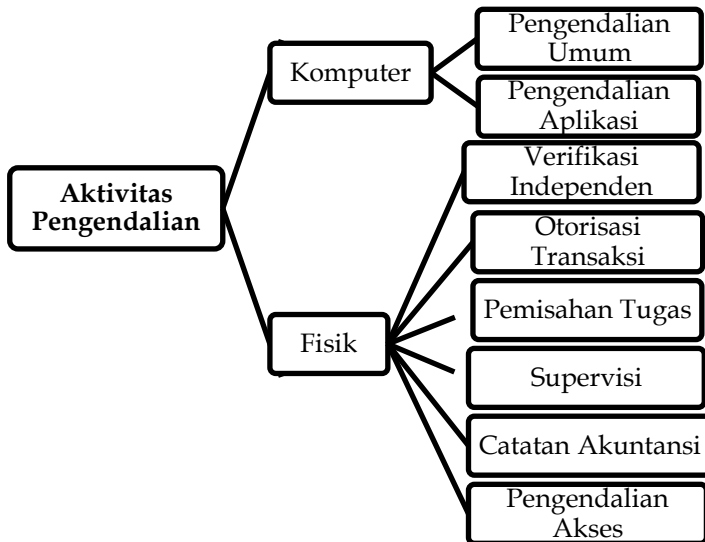 Aktivitas
Pengendalian
Komputer
Pengendalian
Umum
Pengendalian
Aplikasi
Fisik
Verifikasi
Independen
Otorisasi
Transaksi
Pemisahan Tugas
Supervisi
Catatan Akuntansi
Pengendalian
Akses